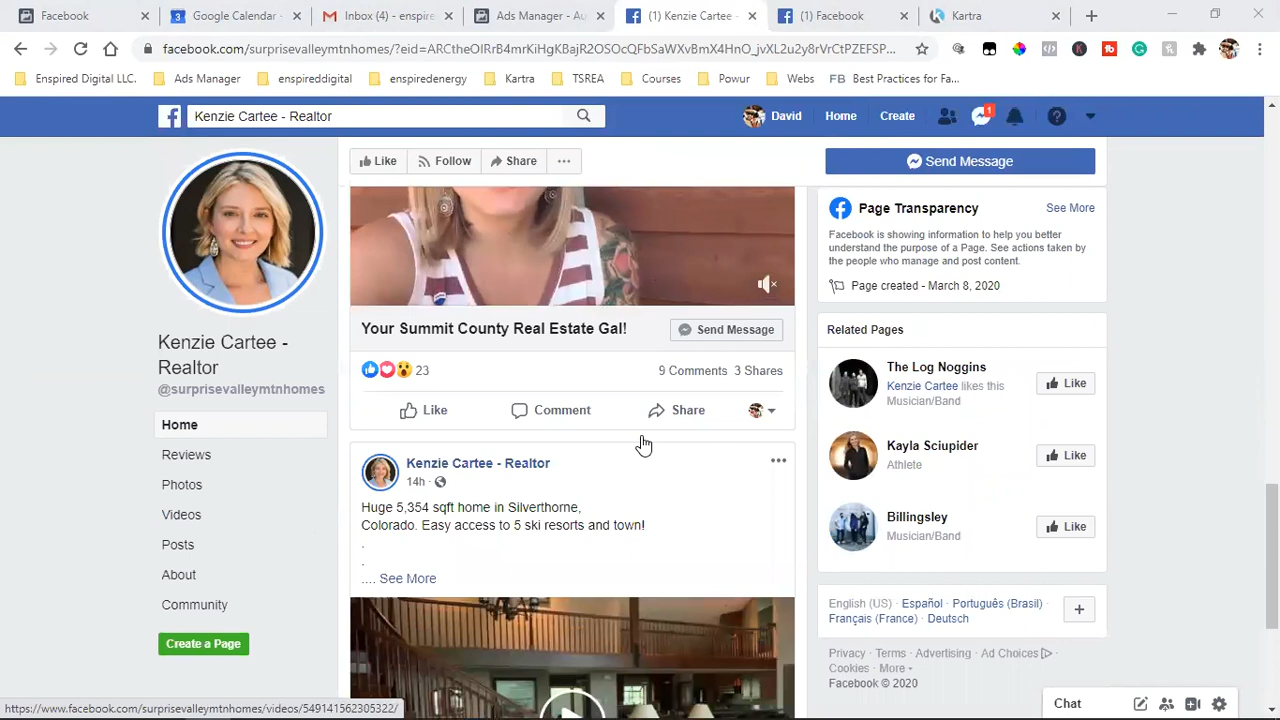 Facebook
Google Calendar -
Inbox (4) - enspire
Ads Manager - Au
(1) Kenzie Cartee -
(1) Facebook
Kartra
facebook.com/surprisevalleymtnhomes/?eid=
Enspired Digital LLC.
Ads Manager
enspireddigital
enspiredenergy
Kartra
TSREA
Courses
Powur
Webs
FB Best Practices for Fa...
Kenzie Cartee - Realtor
David
Home
Create
1
Like
Follow
Share
Send Message
Kenzie Cartee -
Realtor
@surprisevalleymtnhomes
Home
Reviews
Photos
Videos
Posts
About
Community
Create a Page
Your Summit County Real Estate Gal!
Send Message
23
9 Comments 3 Shares
Like
Comment
Share
Kenzie Cartee - Realtor
14h
Huge 5,354 sqft home in Silverthorne,
Colorado. Easy access to 5 ski resorts and town!
.
.
.... See More
Page Transparency
See More
Facebook is showing information to help you better
understand the purpose of a Page. See actions taken by
the people who manage and post content.
Page created - March 8, 2020
Related Pages
The Log Noggins
Kenzie Cartee likes this
Musician/Band
Like
Kayla Sciupider
Athlete
Like
Billingsley
Musician/Band
Like
English (US) · Español · Português (Brasil) ·
Français (France) · Deutsch
Privacy · Terms · Advertising · Ad Choices ·
Cookies · More
Facebook © 2020
Chat
https://www.facebook.com/surprisevalleymtnhomes/videos/549141562305322/